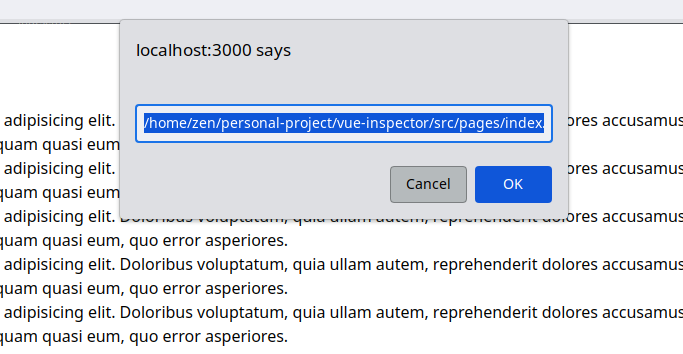 localhost:3000 says
adipisicing elit.
/home/zen/personal-project/vue-inspector/src/pages/index.
ores accusamus
quam quasi eum
adipisicing elit.
ores accusamus
quam quasi eum
adipisicing elit. Doloribus voluptatum, quia ullam autem, reprehenderit dolores accusamus
quam quasi eum, quo error asperiores.
adipisicing elit. Doloribus voluptatum, quia ullam autem, reprehenderit dolores accusamus
quam quasi eum, quo error asperiores.
adipisicing elit. Doloribus voluptatum, quia ullam autem, reprehenderit dolores accusamus
quam quasi eum, quo error asperiores.
Cancel
OK